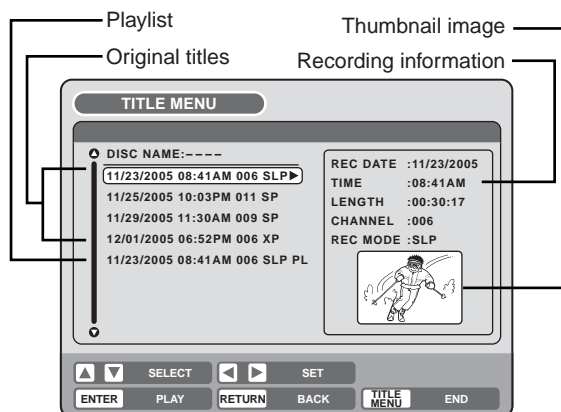 Playlist
Thumbnail image
Original titles
Recording information
TITLE MENU
DISC NAME:----
11/23/2005 08:41AM 006 SLP▶
11/25/2005 10:03PM 011 SP
11/29/2005 11:30AM 009 SP
12/01/2005 06:52PM 006 XP
11/23/2005 08:41AM 006 SLP PL
REC DATE :11/23/2005
TIME :08:41AM
LENGTH :00:30:17
CHANNEL :006
REC MODE :SLP
▲ ▼ SELECT ◀ ▶ SET
ENTER PLAY RETURN BACK TITLE MENU END